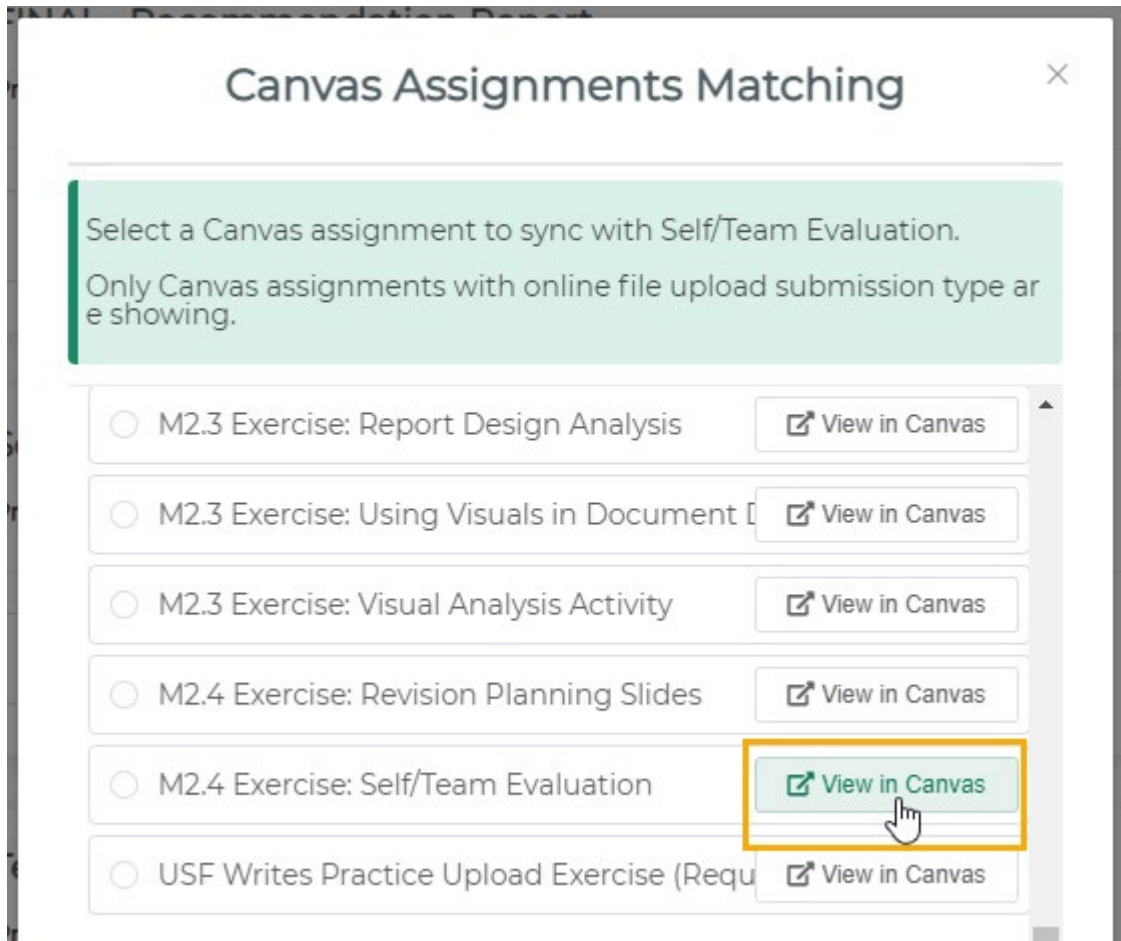 FINAL - Recommendation Report
Canvas Assignments Matching
Select a Canvas assignment to sync with Self/Team Evaluation.
Only Canvas assignments with online file upload submission type ar
e showing.
M2.3 Exercise: Report Design Analysis View in Canvas
M2.3 Exercise: Using Visuals in Document View in Canvas
M2.3 Exercise: Visual Analysis Activity View in Canvas
M2.4 Exercise: Revision Planning Slides View in Canvas
M2.4 Exercise: Self/Team Evaluation View in Canvas
USF Writes Practice Upload Exercise (Requ View in Canvas